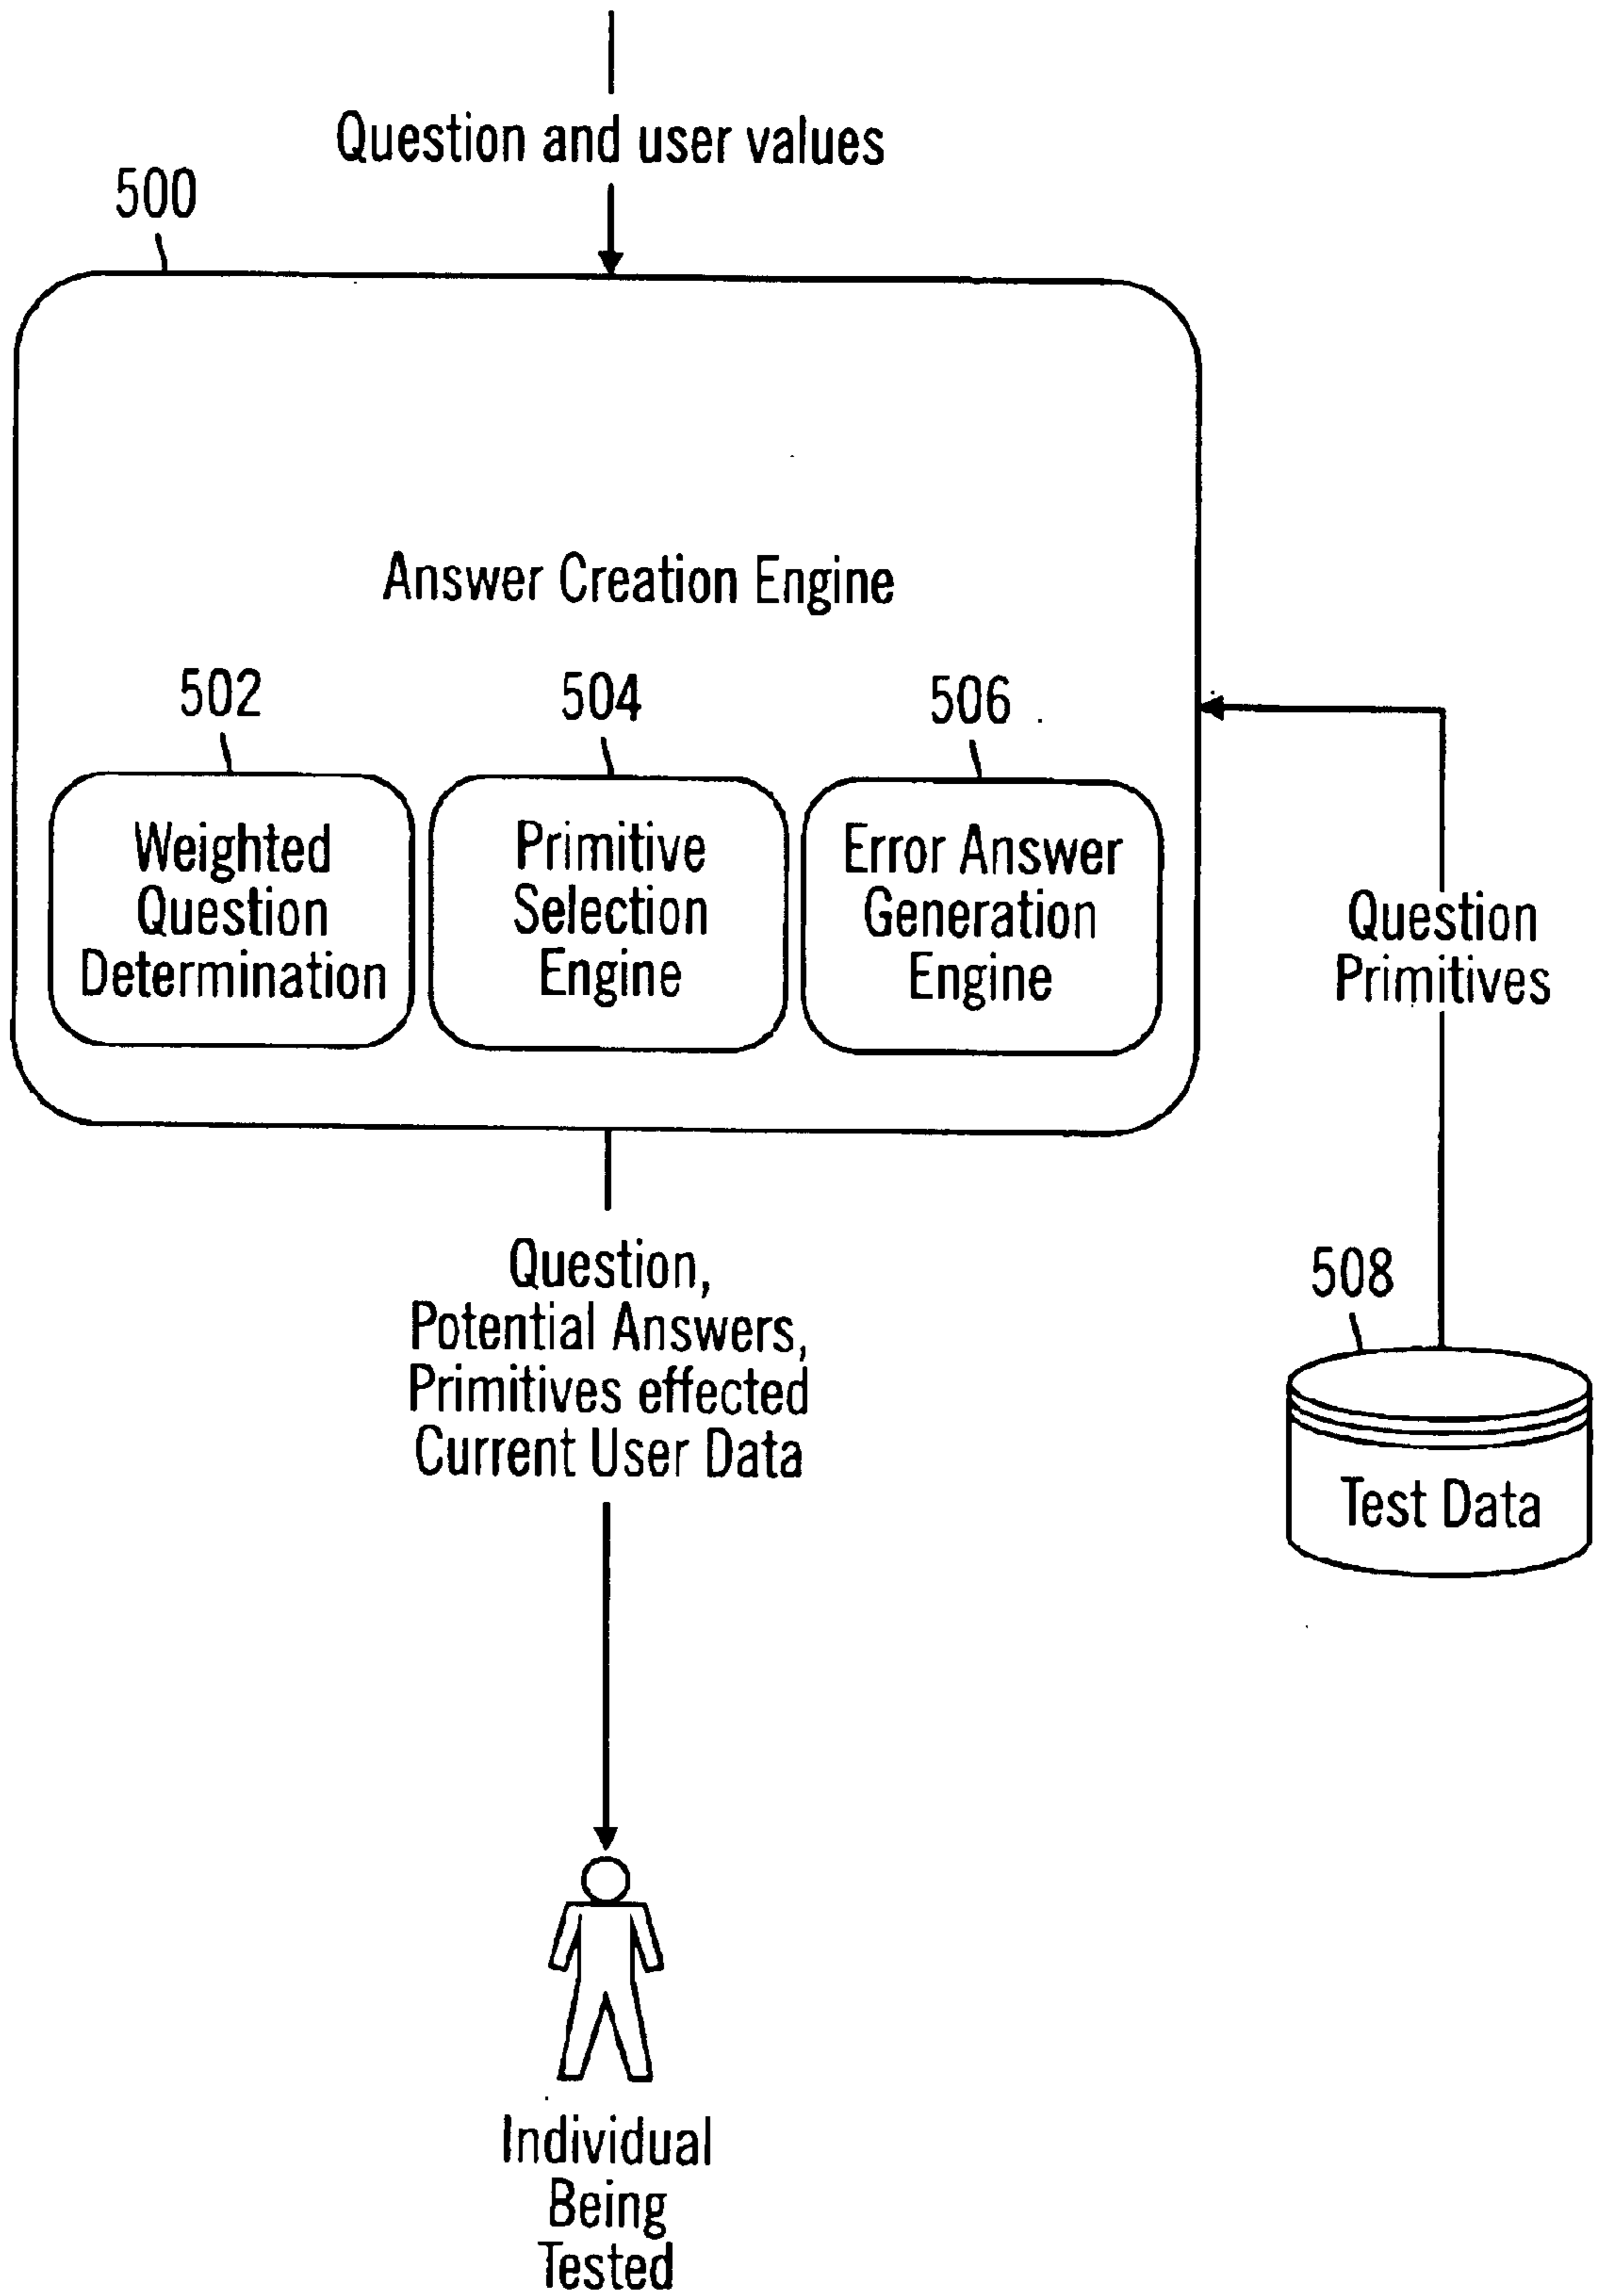 Question and user values
500
Answer Creation Engine
502
504
506
Weighted
Question
Determination
Primitive
Selection
Engine
Error Answer
Generation
Engine
Question
Primitives
Question,
Potential Answers,
Primitives effected
Current User Data
508
Test Data
Individual
Being
Tested